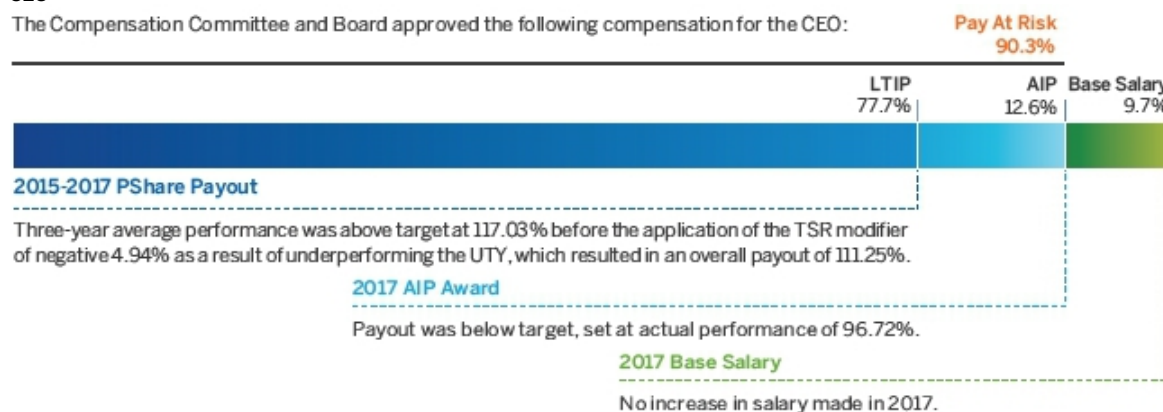 The Compensation Committee and Board approved the following compensation for the CEO:
Pay At Risk
90.3%
LTIP
77.7%
AIP
12.6%
Base Salary
9.7%
2015-2017 PShare Payout
Three-year average performance was above target at 117.03% before the application of the TSR modifier
of negative 4.94% as a result of underperforming the UTY, which resulted in an overall payout of 111.25%.
2017 AIP Award
Payout was below target, set at actual performance of 96.72%.
2017 Base Salary
No increase in salary made in 2017.